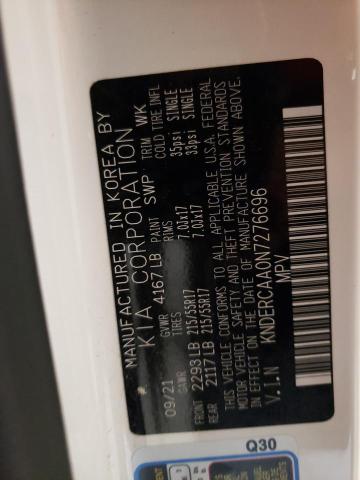 MANUFACTURED IN KOREA BY
KIA CORPORATION
09/21 GVWR 4167 LB PAINT SWP TRIM WK
GAWR TIRES RIMS COLD TIRE INFL
FRONT 2293 LB 215/55R17 7.0Jx17 35psi SINGLE
REAR 2117 LB 215/55R17 7.0Jx17 33psi SINGLE
THIS VEHICLE CONFORMS TO ALL APPLICABLE U.S.A. FEDERAL
MOTOR VEHICLE SAFETY AND THEFT PREVENTION STANDARDS
IN EFFECT ON THE DATE OF MANUFACTURE SHOWN ABOVE.
V.I.N KNDERCAA0N7276696
MPV
Q30